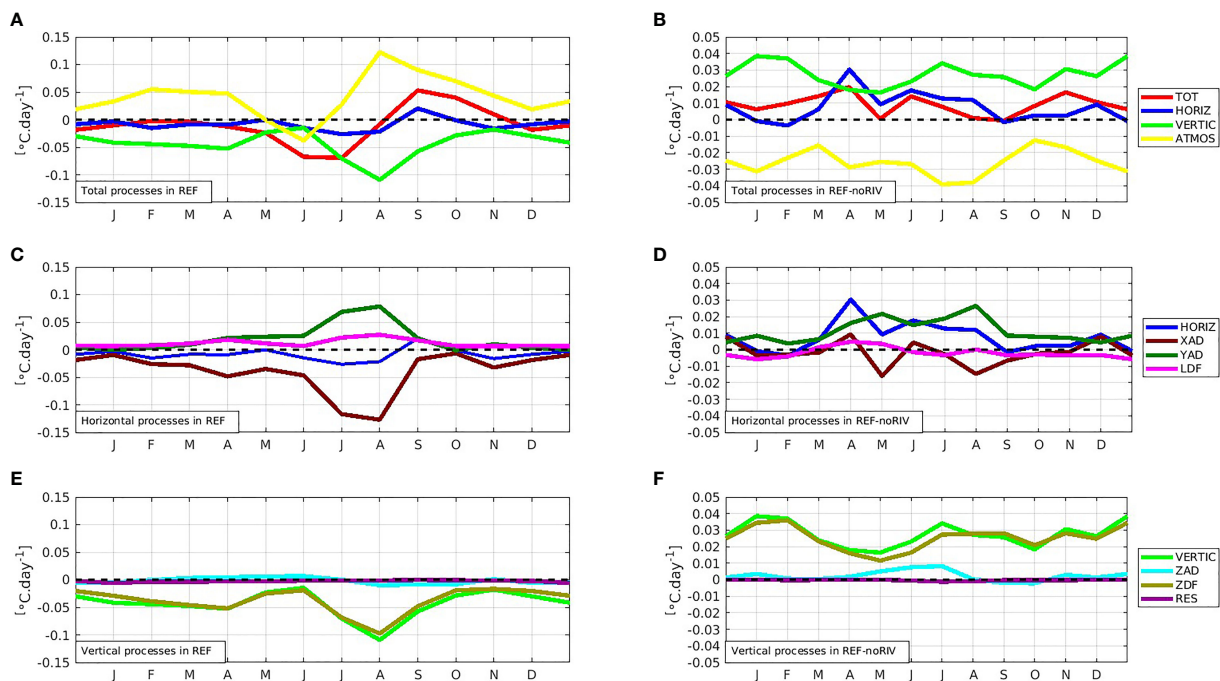 A
[°C.day-1]
0.15
0.1
0.05
0
-0.05
-0.1
-0.15
Total processes in REF
J F M A M J J A S O N D
B
[°C.day-1]
0.05
0.04
0.03
0.02
0.01
0
-0.01
-0.02
-0.03
-0.04
-0.05
Total processes in REF-noRIV
J F M A M J J A S O N D
TOT
HORIZ
VERTIC
ATMOS
C
[°C.day-1]
0.15
0.1
0.05
0
-0.05
-0.1
-0.15
Horizontal processes in REF
J F M A M J J A S O N D
D
[°C.day-1]
0.05
0.04
0.03
0.02
0.01
0
-0.01
-0.02
-0.03
-0.04
-0.05
Horizontal processes in REF-noRIV
J F M A M J J A S O N D
HORIZ
XAD
YAD
LDF
E
[°C.day-1]
0.15
0.1
0.05
0
-0.05
-0.1
-0.15
Vertical processes in REF
J F M A M J J A S O N D
F
[°C.day-1]
0.05
0.04
0.03
0.02
0.01
0
-0.01
-0.02
-0.03
-0.04
-0.05
Vertical processes in REF-noRIV
J F M A M J J A S O N D
VERTIC
ZAD
ZDF
RES